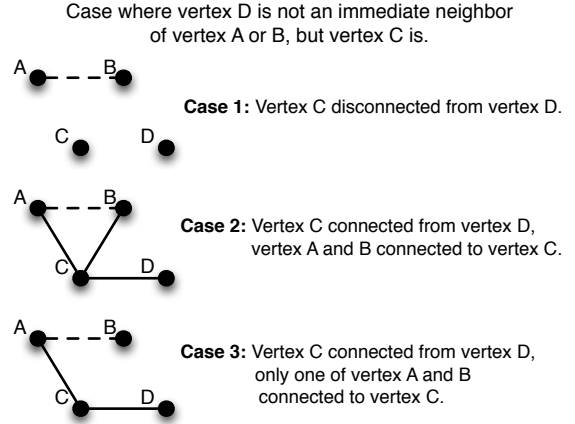 Case where vertex D is not an immediate neighbor
of vertex A or B, but vertex C is.
A
B
Case 1: Vertex C disconnected from vertex D.
C
D
A
B
Case 2: Vertex C connected from vertex D,
vertex A and B connected to vertex C.
C
D
A
B
Case 3: Vertex C connected from vertex D,
only one of vertex A and B
connected to vertex C.
C
D